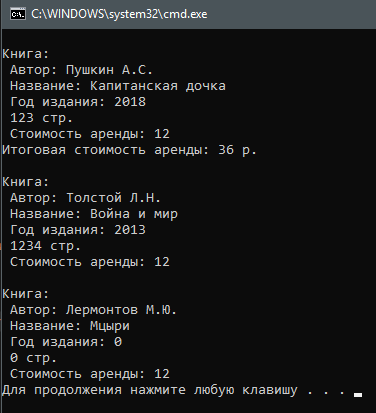 C:\WINDOWS\system32\cmd.exe
Книга:
Автор: Пушкин А.С.
Название: Капитанская дочка
Год издания: 2018
123 стр.
Стоимость аренды: 12
Итоговая стоимость аренды: 36 р.
Книга:
Автор: Толстой Л.Н.
Название: Война и мир
Год издания: 2013
1234 стр.
Стоимость аренды: 12
Книга:
Автор: Лермонтов М.Ю.
Название: Мцыри
Год издания: 0
0 стр.
Стоимость аренды: 12
Для продолжения нажмите любую клавишу . . .